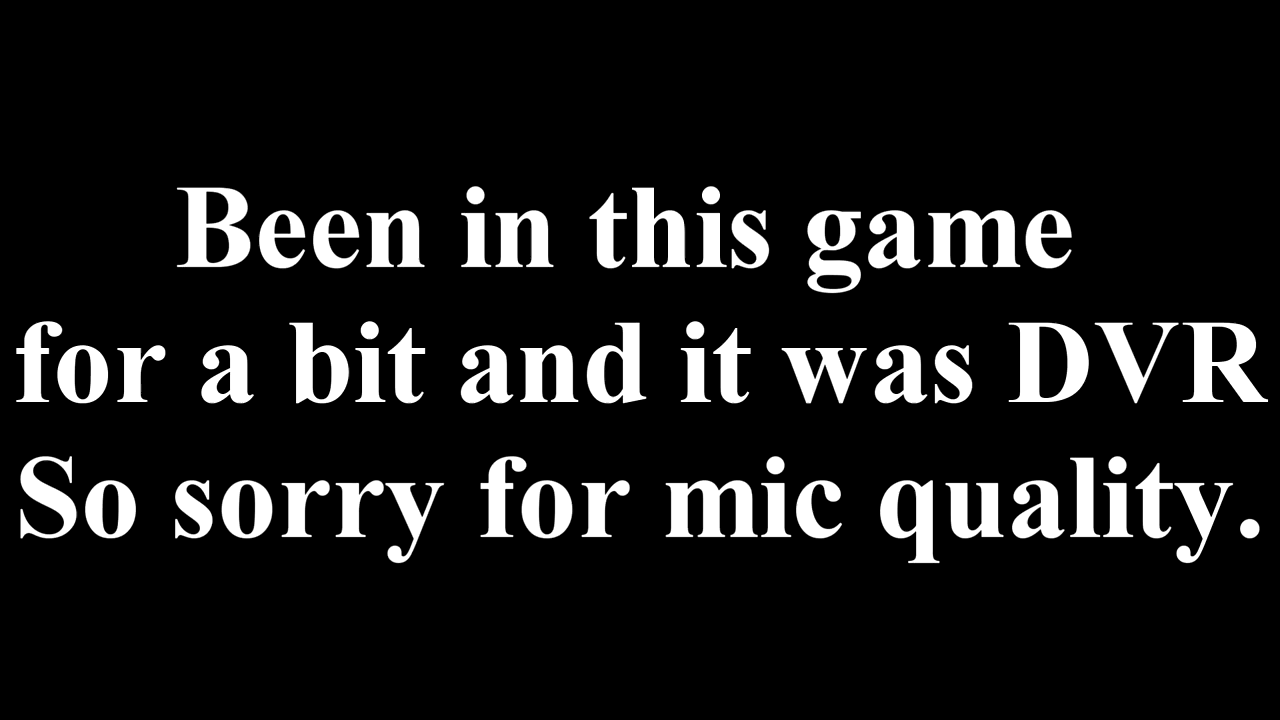 Been in this game
for a bit and it was DVR
So sorry for mic quality.